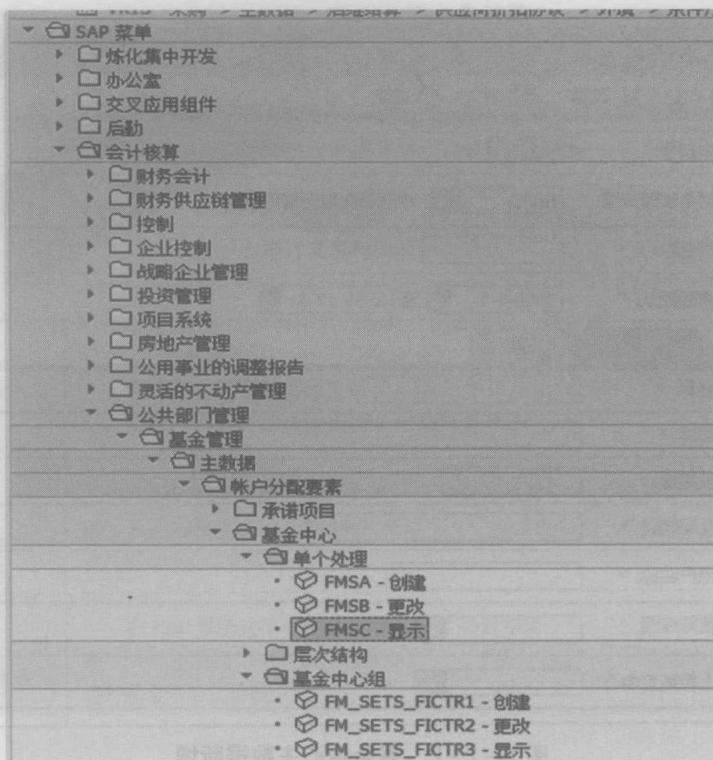 SAP 菜单
炼化集中开发
办公室
交叉应用组件
后勤
会计核算
财务会计
财务供应链管理
控制
企业控制
战略企业管理
投资管理
项目系统
房地产管理
公用事业的调整报告
灵活的不动产管理
公共部门管理
基金管理
主数据
帐户分配要素
承诺项目
基金中心
单个处理
FMSA - 创建
FMSB - 更改
FMSC - 显示
层次结构
基金中心组
FM_SETS_FICTR1 - 创建
FM_SETS_FICTR2 - 更改
FM_SETS_FICTR3 - 显示